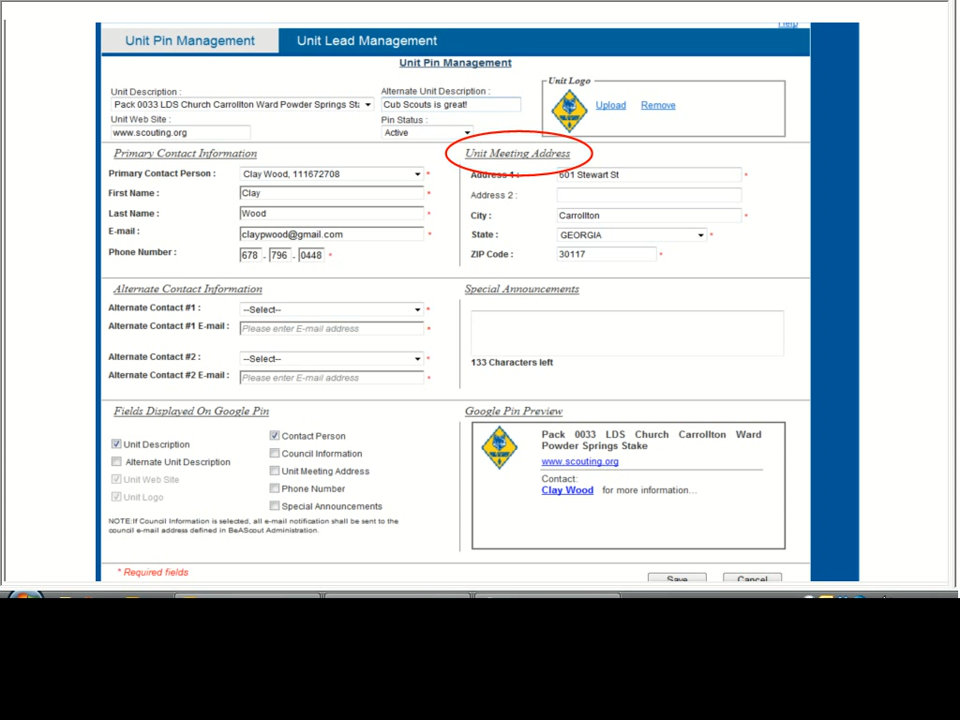 Help
Unit Pin Management Unit Lead Management
Unit Pin Management
Unit Description :
Pack 0033 LDS Church Carrollton Ward Powder Springs Sta
Unit Web Site :
www.scouting.org
Alternate Unit Description :
Cub Scouts is great!
Pin Status :
Active
Unit Logo
Upload Remove
Primary Contact Information
Primary Contact Person : Clay Wood, 111672708 *
First Name : Clay *
Last Name : Wood *
E-mail : claypwood@gmail.com *
Phone Number : 678 - 796 - 0448 *
Unit Meeting Address
Address 1 : 601 Stewart St *
Address 2 :
City : Carrollton *
State : GEORGIA *
ZIP Code : 30117 *
Alternate Contact Information
Alternate Contact #1 : --Select-- *
Alternate Contact #1 E-mail : Please enter E-mail address *
Alternate Contact #2 : --Select-- *
Alternate Contact #2 E-mail : Please enter E-mail address *
Special Announcements
133 Characters left
Fields Displayed On Google Pin
Unit Description
Alternate Unit Description
Unit Web Site
Unit Logo
Contact Person
Council Information
Unit Meeting Address
Phone Number
Special Announcements
NOTE:If Council Information is selected, all e-mail notification shall be sent to the
council e-mail address defined in BeAScout Administration.
Google Pin Preview
Pack 0033 LDS Church Carrollton Ward
Powder Springs Stake
www.scouting.org
Contact:
Clay Wood for more information...
* Required fields
Save Cancel